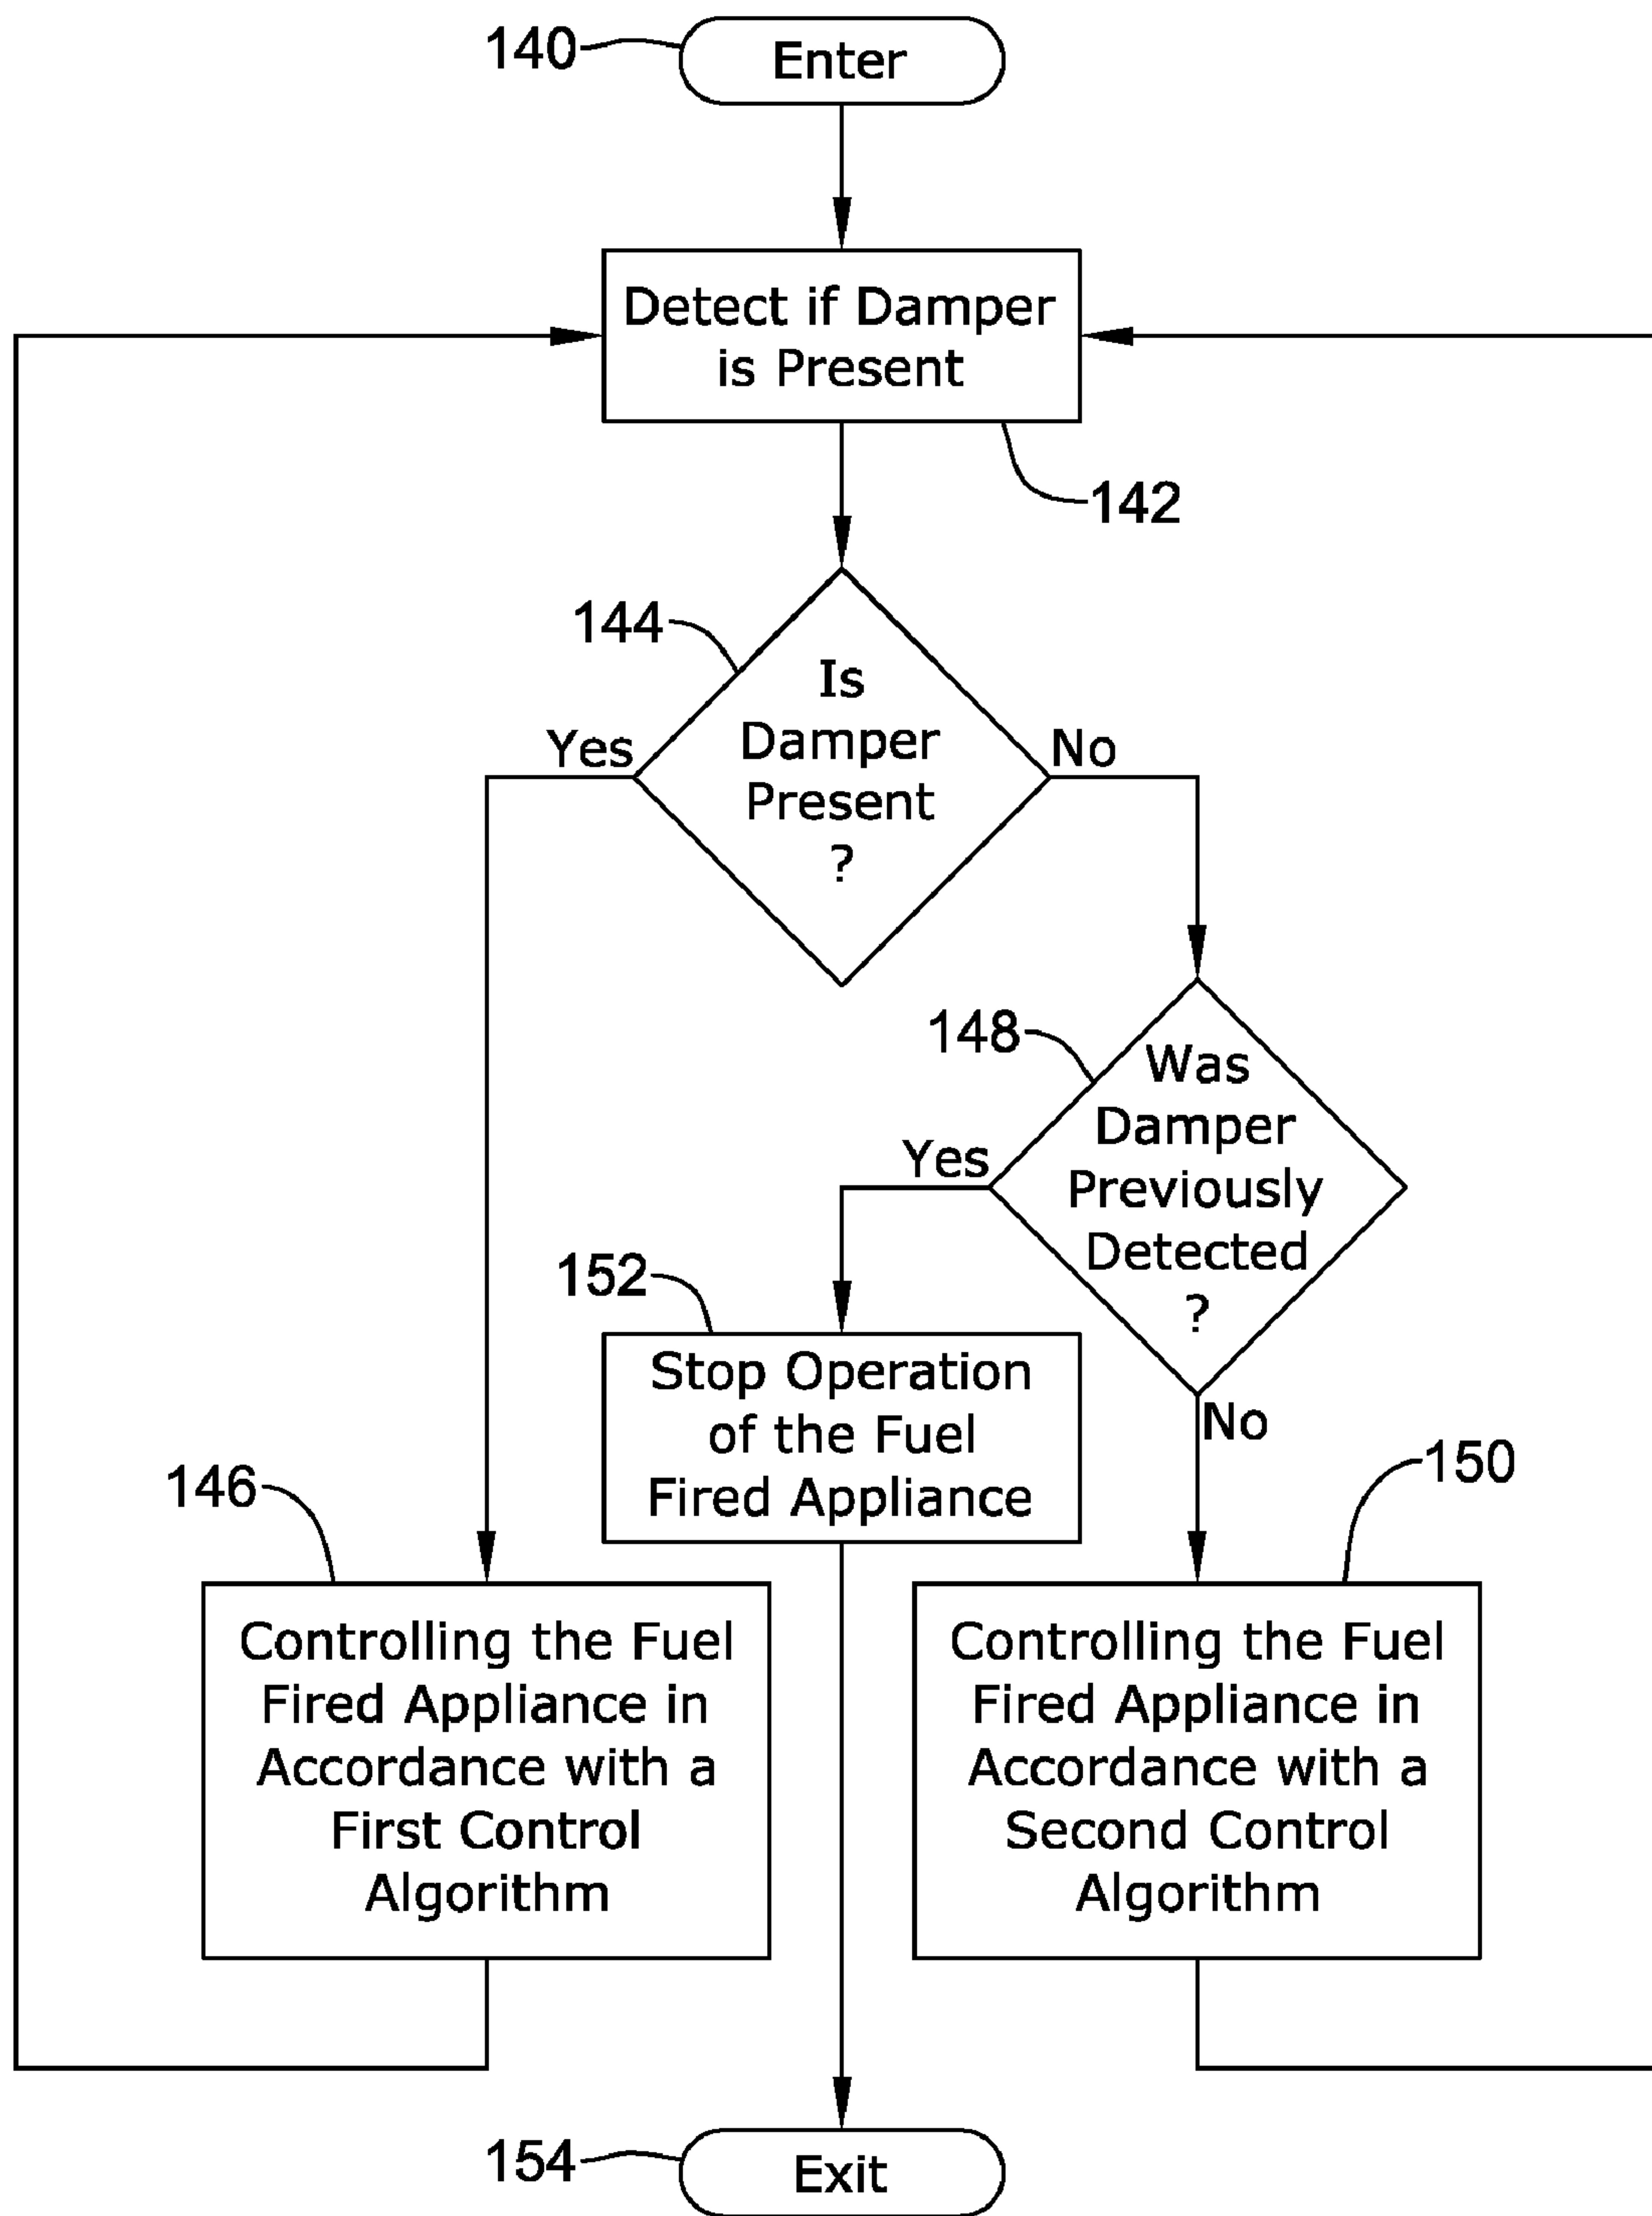 140
Enter
Detect if Damper
is Present
142
144
Is
Damper
Present
?
Yes
No
148
Was
Damper
Previously
Detected
?
Yes
No
152
Stop Operation
of the Fuel
Fired Appliance
146
Controlling the Fuel
Fired Appliance in
Accordance with a
First Control
Algorithm
150
Controlling the Fuel
Fired Appliance in
Accordance with a
Second Control
Algorithm
154
Exit